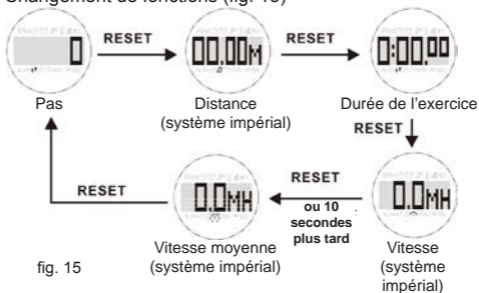 Changement de fonctions (fig. 15)
0
RESET
00.00M
RESET
0:00.00
Pas
Distance
(système impérial)
Durée de l'exercice
RESET
RESET
0.0MH
RESET
ou 10
secondes
plus tard
0.0MH
Vitesse moyenne
(système impérial)
Vitesse
(système
impérial)
fig. 15